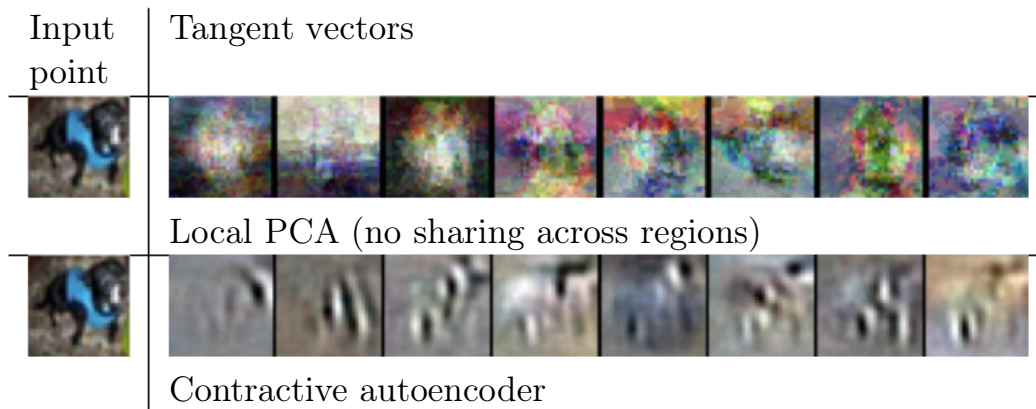 Input
point
Tangent vectors
Local PCA (no sharing across regions)
Contractive autoencoder